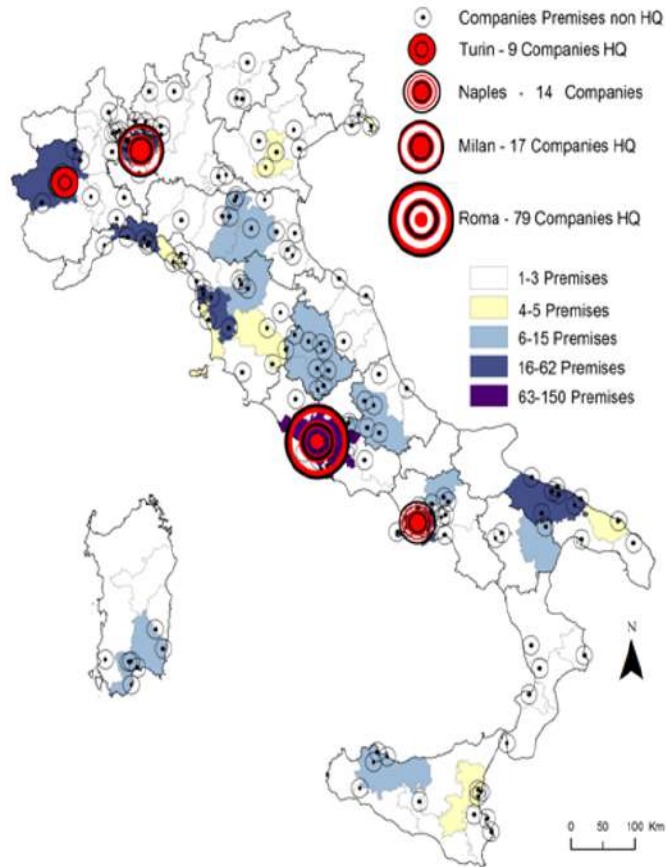 Companies Premises non HQ
Turin - 9 Companies HQ
Naples - 14 Companies
Milan - 17 Companies HQ
Roma - 79 Companies HQ
1-3 Premises
4-5 Premises
6-15 Premises
16-62 Premises
63-150 Premises
N
0 50 100 Km